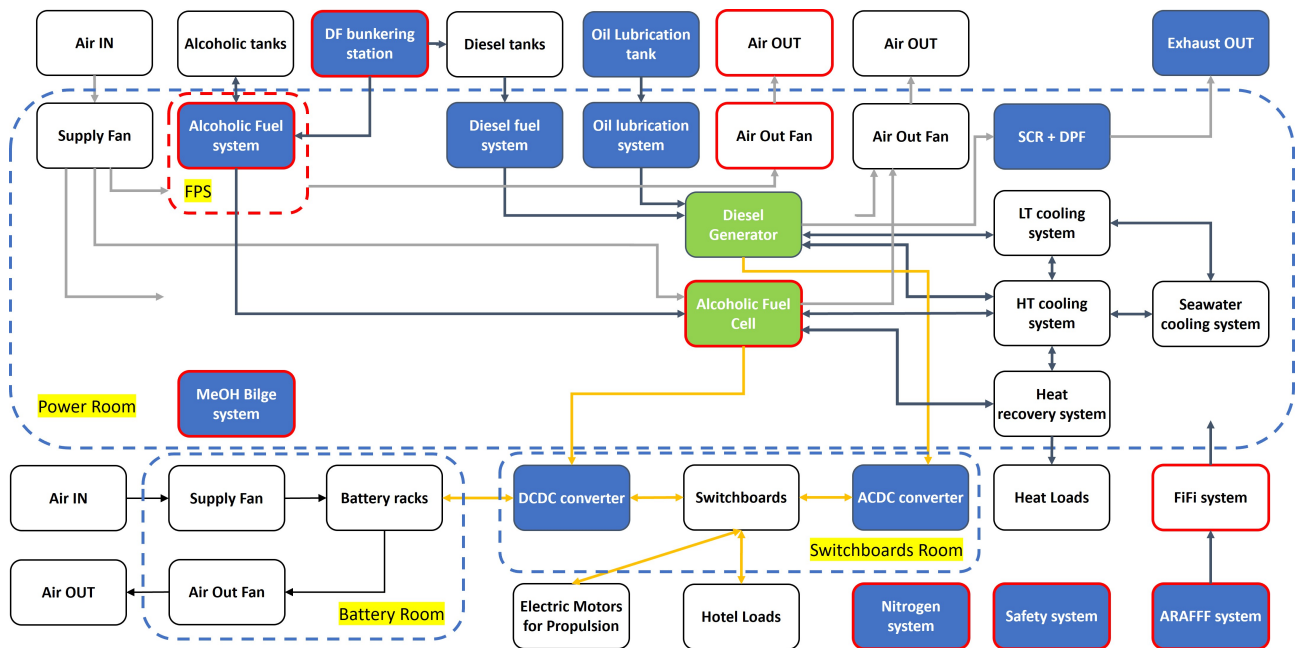 Air IN
Alcoholic tanks
DF bunkering
station
Diesel tanks
Oil Lubrication
tank
Air OUT
Air OUT
Exhaust OUT
Supply Fan
Alcoholic Fuel
system
FPS
Diesel fuel
system
Oil lubrication
system
Air Out Fan
Air Out Fan
SCR + DPF
Diesel
Generator
LT cooling
system
Alcoholic Fuel
Cell
HT cooling
system
Seawater
cooling system
Power Room
MeOH Bilge
system
Heat
recovery system
Air IN
Supply Fan
Battery racks
DCDC converter
Switchboards
ACDC converter
Heat Loads
FiFi system
Switchboards Room
Air OUT
Air Out Fan
Battery Room
Electric Motors
for Propulsion
Hotel Loads
Nitrogen
system
Safety system
ARAFFF system